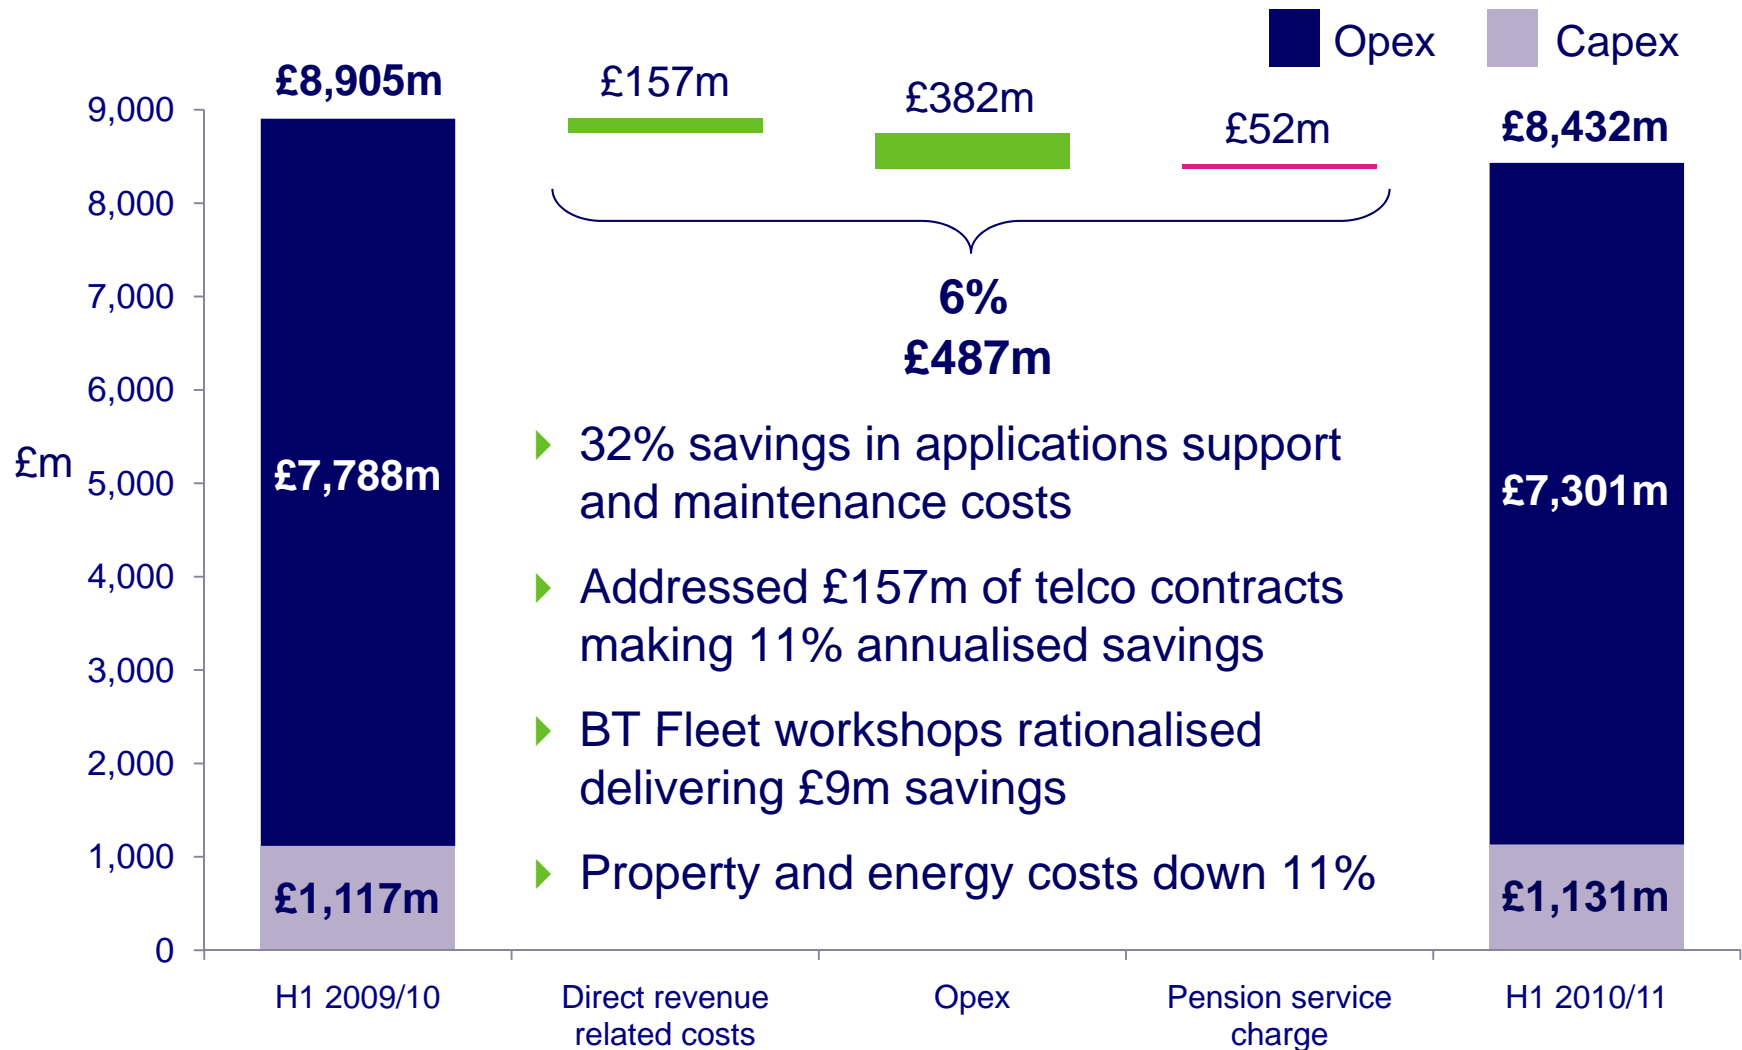 Opex
Capex
£8,905m
£157m
£382m
£52m
£8,432m
9,000
8,000
7,000
6,000
5,000
4,000
3,000
2,000
1,000
0
£m
£7,788m
£1,117m
6%
£487m
32% savings in applications support
and maintenance costs
Addressed £157m of telco contracts
making 11% annualised savings
BT Fleet workshops rationalised
delivering £9m savings
Property and energy costs down 11%
£7,301m
£1,131m
H1 2009/10
Direct revenue
related costs
Opex
Pension service
charge
H1 2010/11